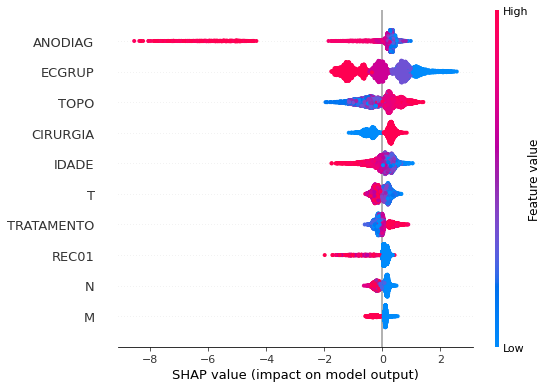 High
ANODIAG
ECGRUP
TOPO
CIRURGIA
IDADE
T
TRATAMENTO
REC01
N
M
Feature value
Low
−8 −6 −4 −2 0 2
SHAP value (impact on model output)